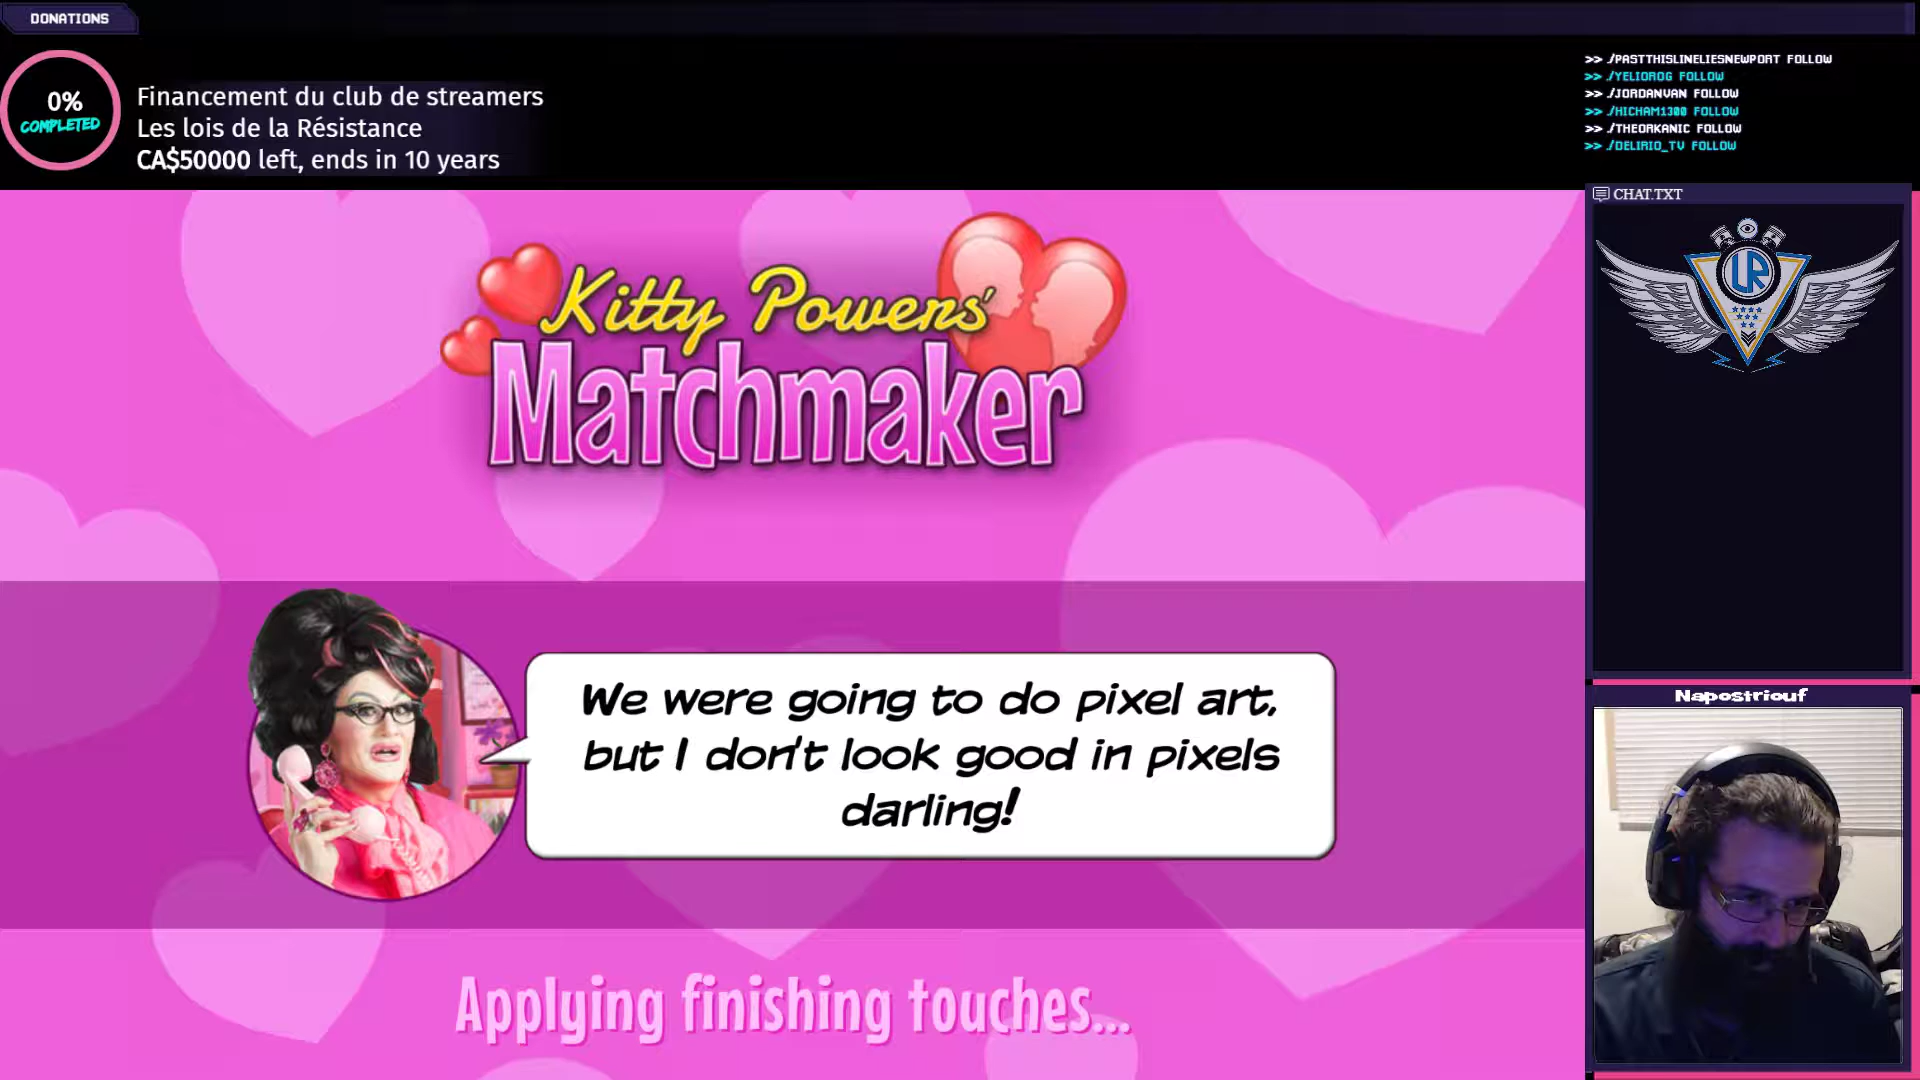 DONATIONS
0%
COMPLETED
Financement du club de streamers
Les lois de la Résistance
CA$50000 left, ends in 10 years
>> ./PASTTHISLINELIESNEWPORT FOLLOW
>> ./YELIOROG FOLLOW
>> ./JORDANVAN FOLLOW
>> ./HICHAM1300 FOLLOW
>> ./THEORKANIC FOLLOW
>> ./DELIRIO_TV FOLLOW
CHAT.TXT
LR
Kitty Powers'
Matchmaker
We were going to do pixel art,
but I don't look good in pixels
darling!
Napostriouf
Applying finishing touches...